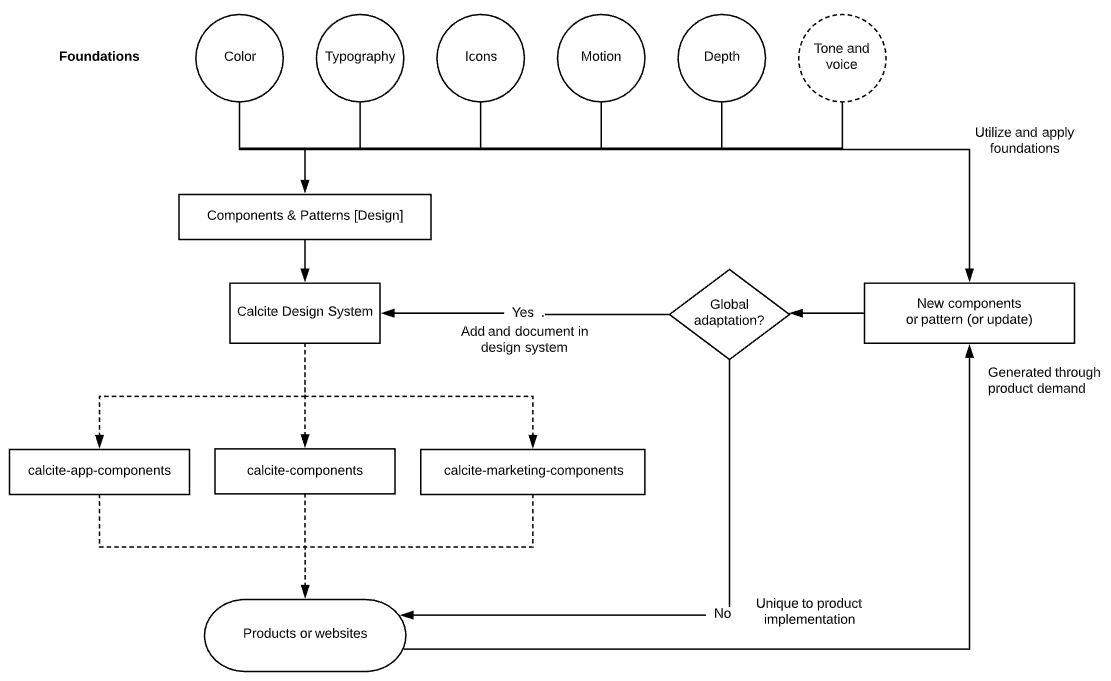 Foundations
Color
Typography
Icons
Motion
Depth
Tone and
voice
Utilize and apply
foundations
Components & Patterns [Design]
Calcite Design System
Yes
Add and document in
design system
Global
adaptation?
New components
or pattern (or update)
Generated through
product demand
calcite-app-components
calcite-components
calcite-marketing-components
Products or websites
No
Unique to product
implementation